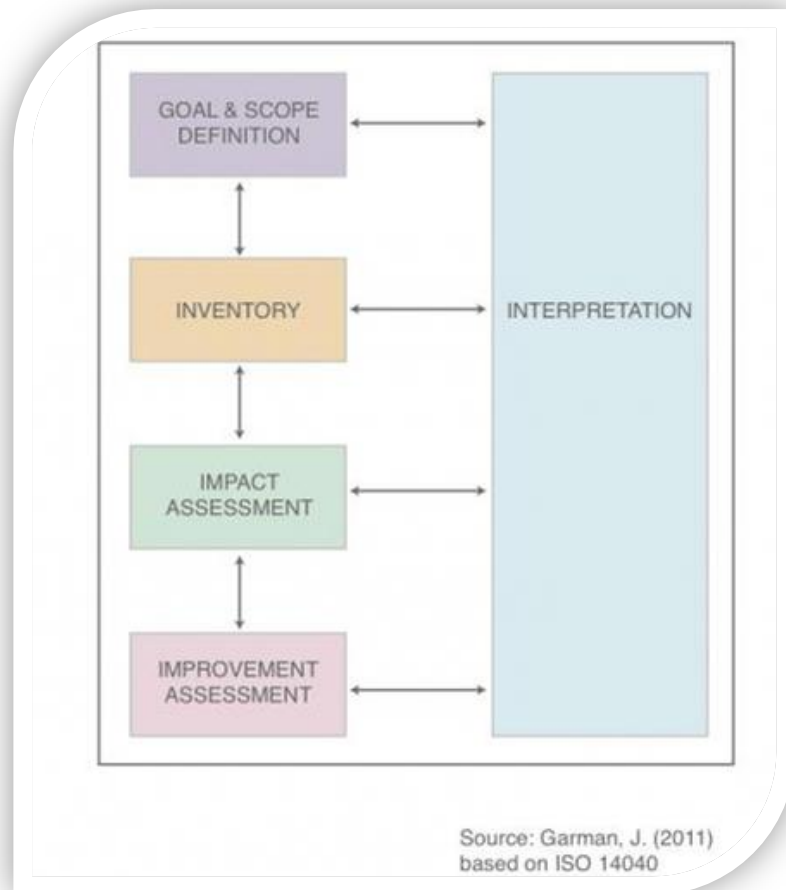 GOAL & SCOPE
DEFINITION
INVENTORY
INTERPRETATION
IMPACT
ASSESSMENT
IMPROVEMENT
ASSESSMENT
Source: Garman, J. (2011)
based on ISO 14040